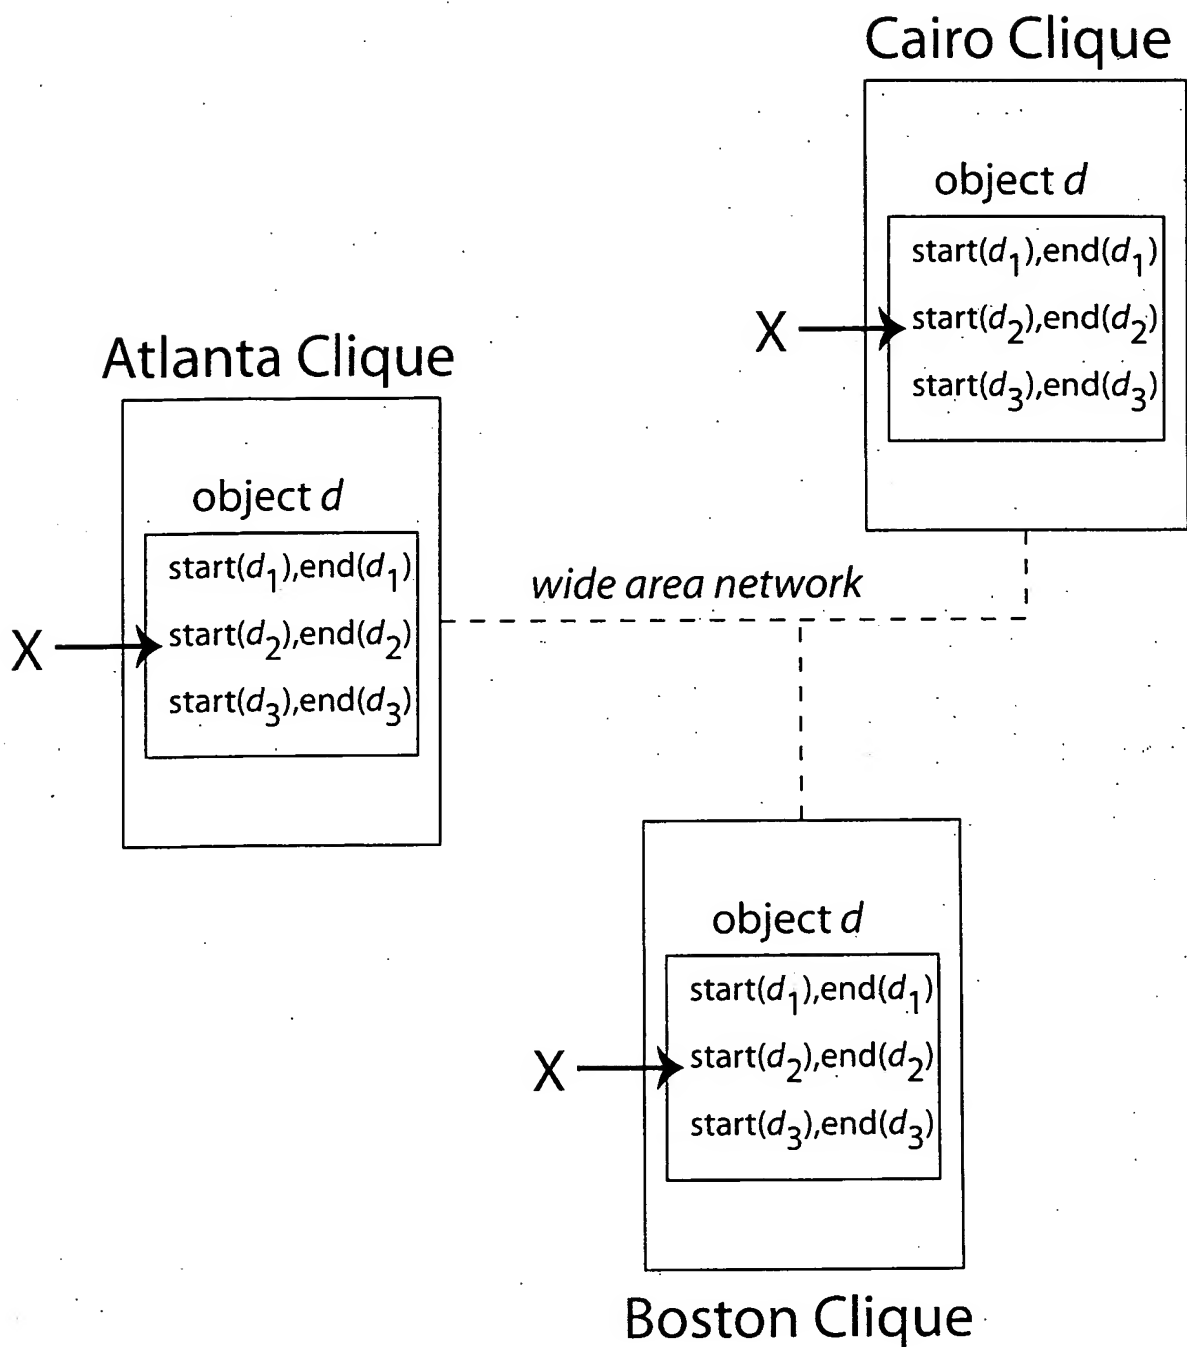 Cairo Clique
object d
start(d1),end(d1)
X
start(d2),end(d2)
start(d3),end(d3)
Atlanta Clique
object d
start(d1),end(d1)
X
start(d2),end(d2)
start(d3),end(d3)
wide area network
object d
start(d1),end(d1)
X
start(d2),end(d2)
start(d3),end(d3)
Boston Clique